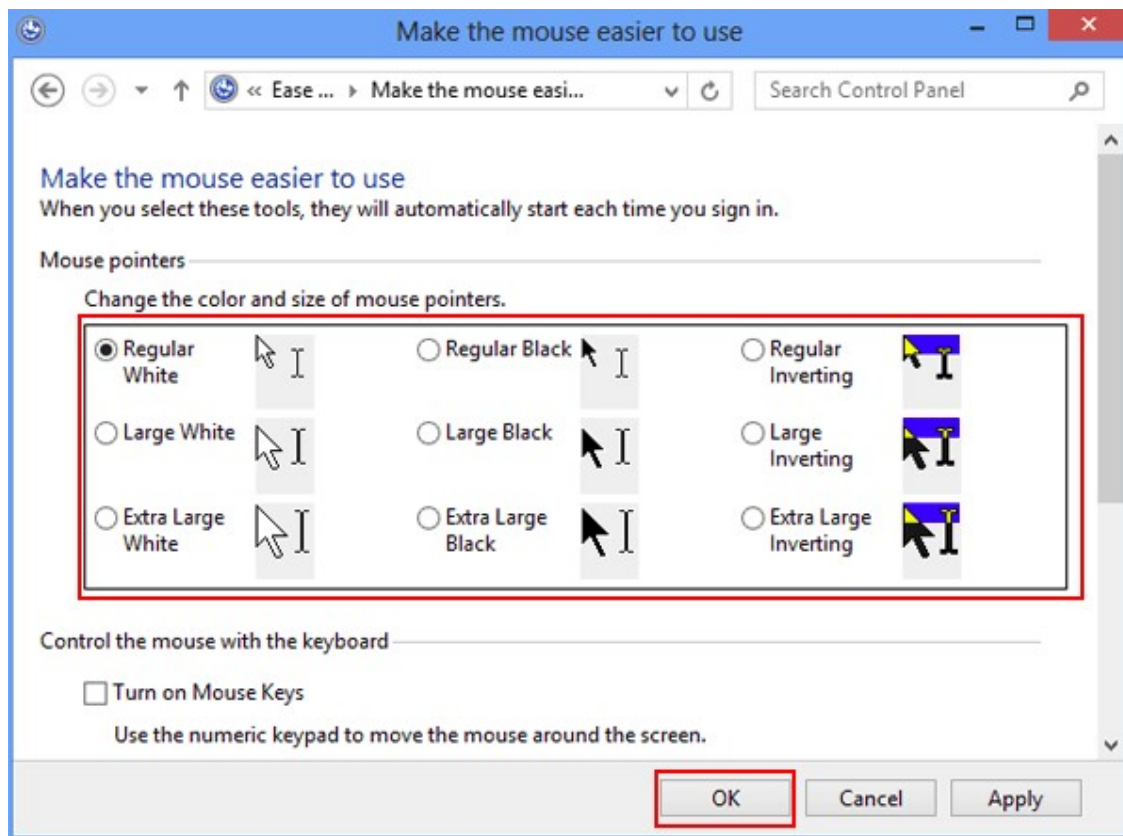 Make the mouse easier to use
« Ease ... ▸ Make the mouse easi...
Search Control Panel
Make the mouse easier to use
When you select these tools, they will automatically start each time you sign in.
Mouse pointers
Change the color and size of mouse pointers.
Regular White
Regular Black
Regular Inverting
Large White
Large Black
Large Inverting
Extra Large White
Extra Large Black
Extra Large Inverting
Control the mouse with the keyboard
Turn on Mouse Keys
Use the numeric keypad to move the mouse around the screen.
OK Cancel Apply